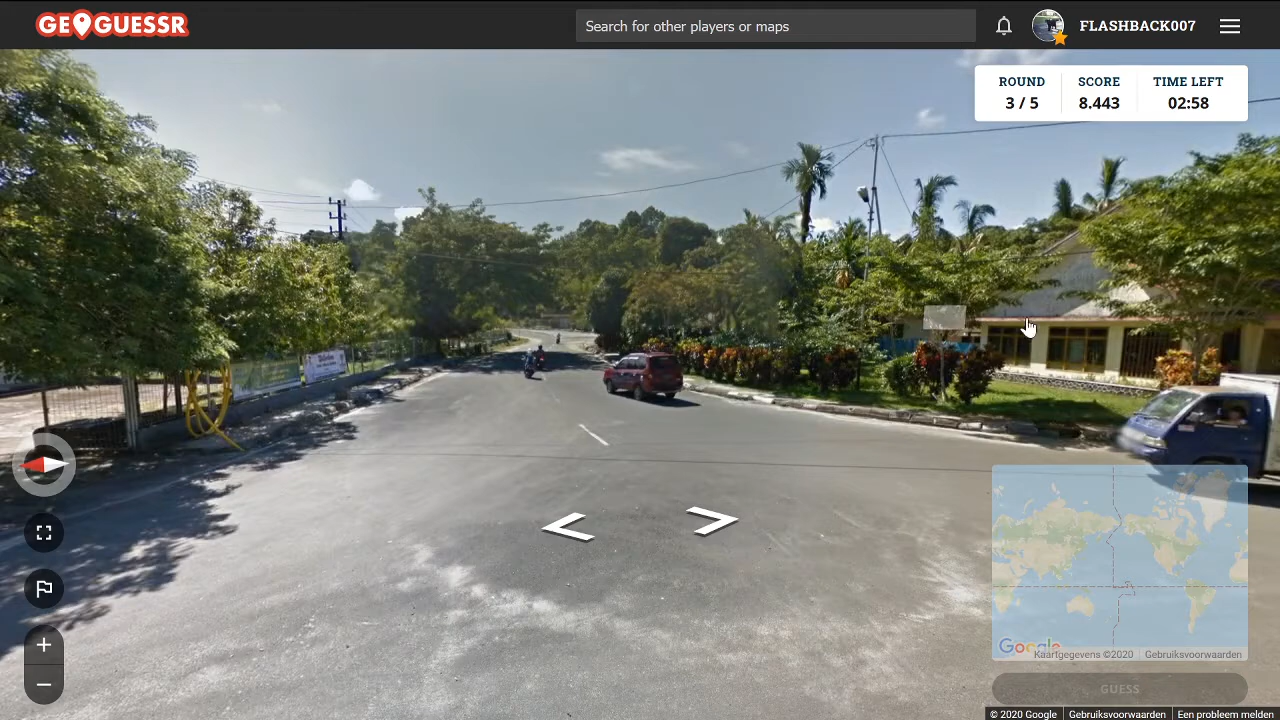 GEOGUESSR
Search for other players or maps
FLASHBACK007
ROUND
3 / 5
SCORE
8.443
TIME LEFT
02:58
Google
Kaartgegevens ©2020
Gebruiksvoorwaarden
GUESS
© 2020 Google
Gebruiksvoorwaarden
Een probleem melden